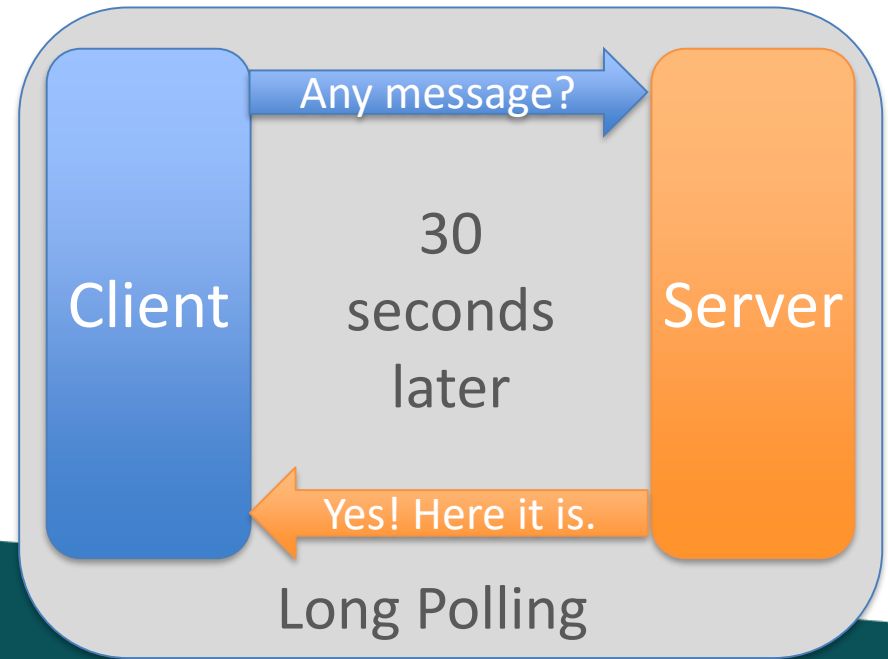 Any message?
Client
30
seconds
later
Server
Yes! Here it is.
Long Polling